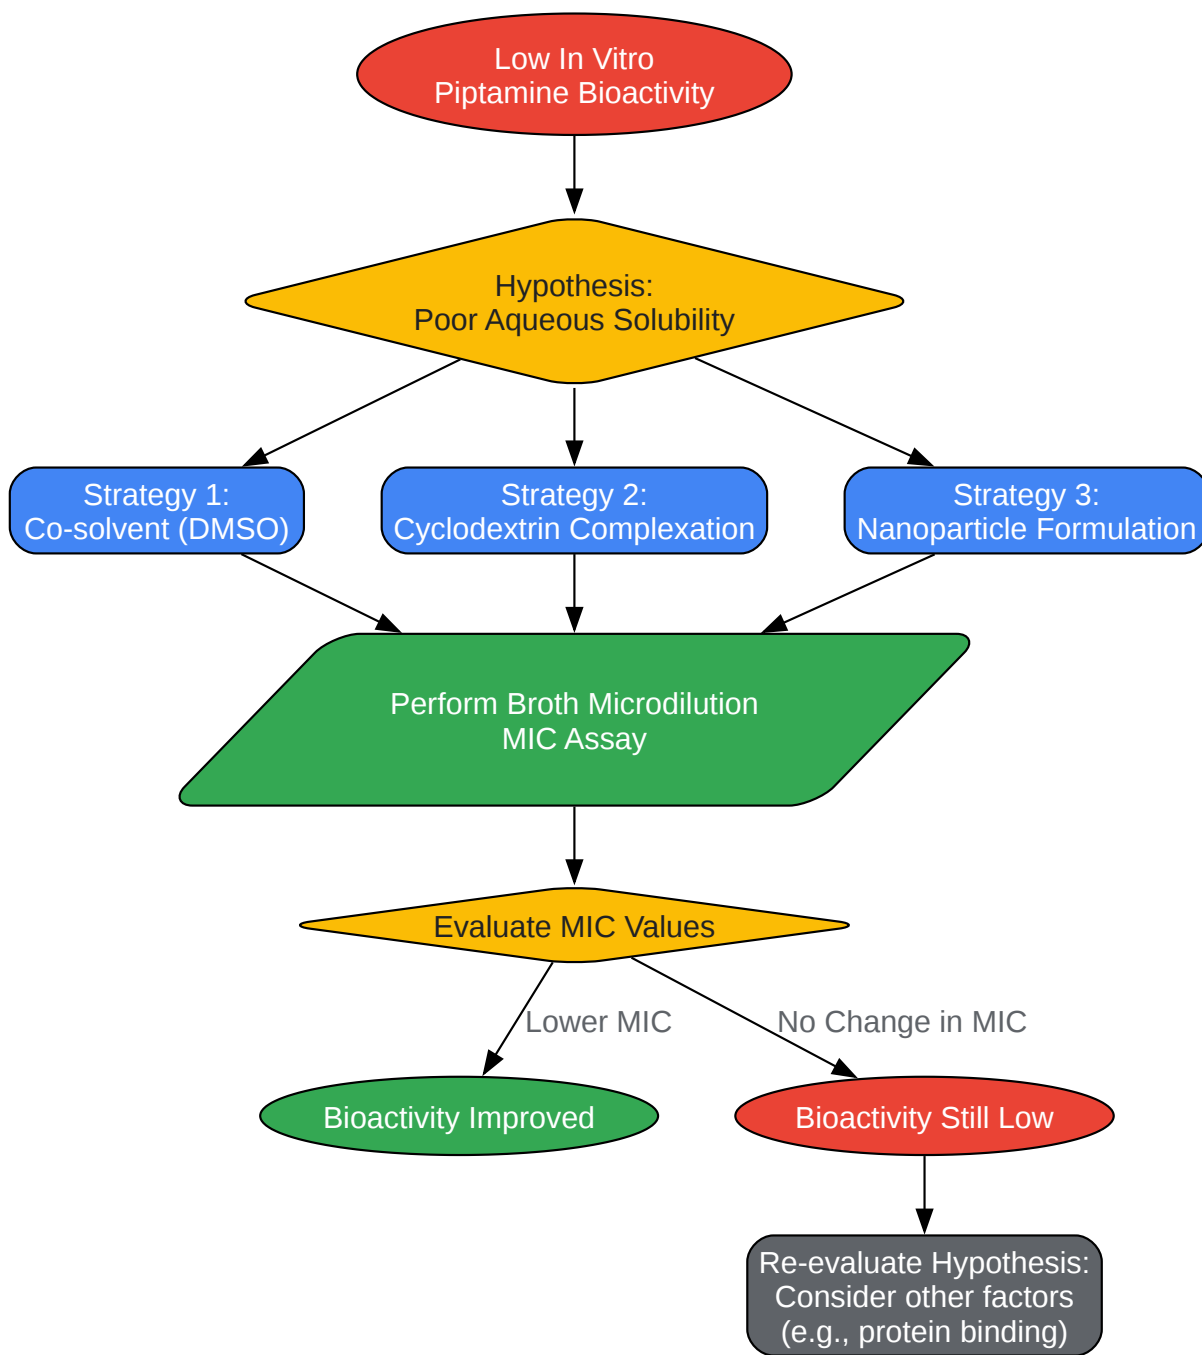 Low In Vitro
Piptamine Bioactivity
Hypothesis:
Poor Aqueous Solubility
Strategy 1:
Co-solvent (DMSO)
Strategy 2:
Cyclodextrin Complexation
Strategy 3:
Nanoparticle Formulation
Perform Broth Microdilution
MIC Assay
Evaluate MIC Values
Lower MIC
No Change in MIC
Bioactivity Improved
Bioactivity Still Low
Re-evaluate Hypothesis:
Consider other factors
(e.g., protein binding)